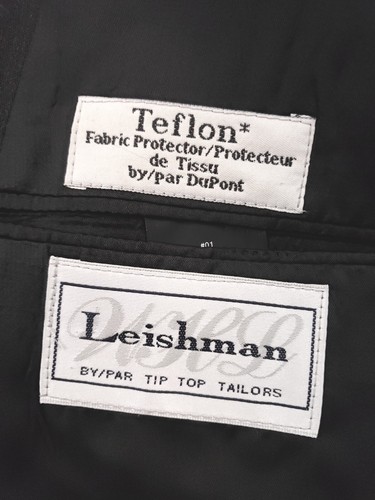 Teflon*
Fabric Protector/Protecteur
de Tissu
by/par DuPont
Leishman
BY/PAR TIP TOP TAILORS